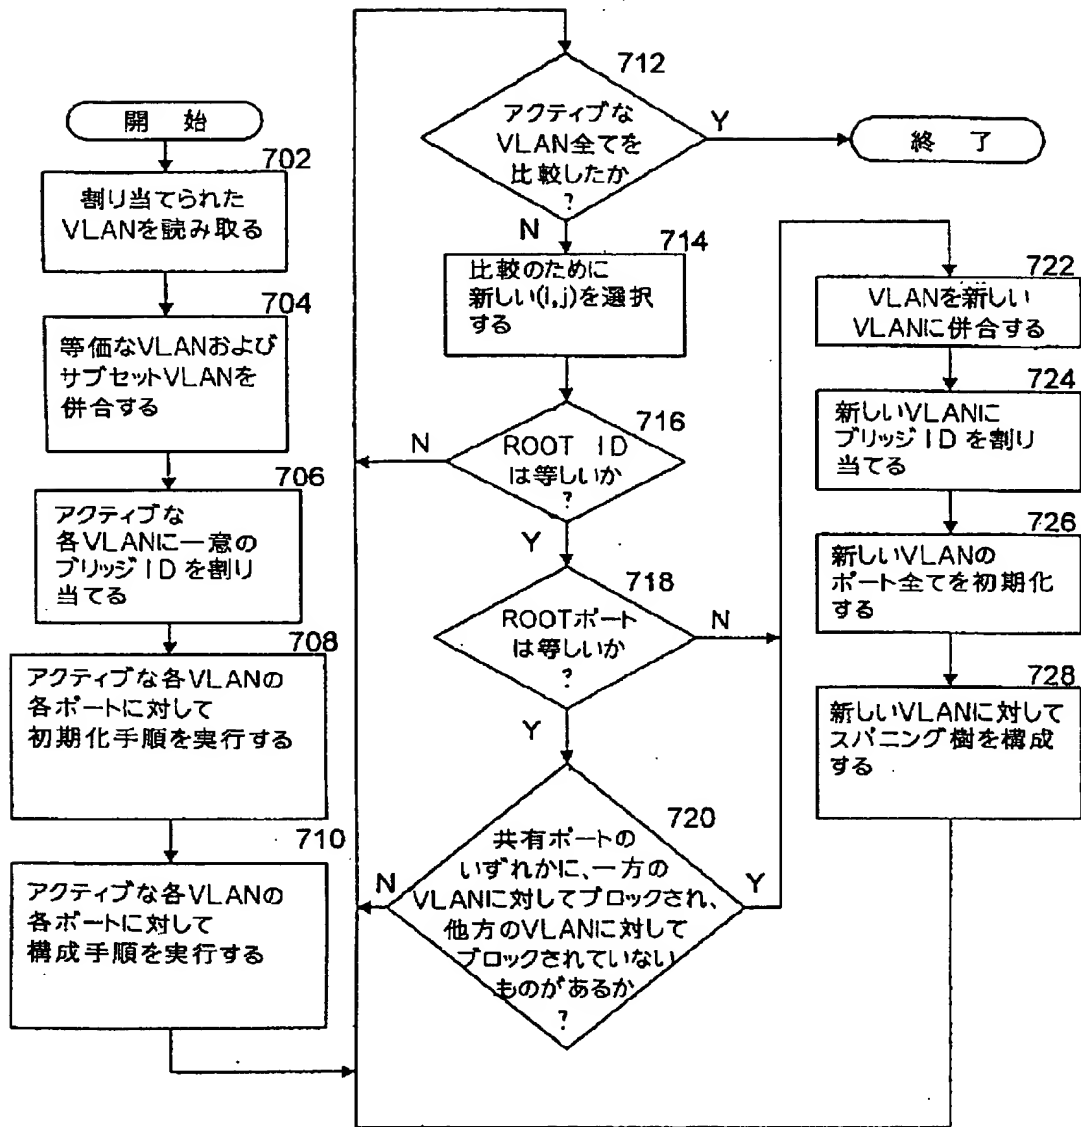 開 始
702
割り当てられた
VLANを読み取る
704
等価なVLANおよび
サブセットVLANを
併合する
706
アクティブな
各VLANに一意の
ブリッジIDを割り
当てる
708
アクティブな各VLANの
各ポートに対して
初期化手順を実行する
710
アクティブな各VLANの
各ポートに対して
構成手順を実行する
712
アクティブな
VLAN全てを
比較したか
?
Y
終 了
N
714
比較のために
新しい(i,j)を選択
する
716
ROOT ID
は等しいか
?
N
Y
718
ROOTポート
は等しいか
?
N
Y
720
共有ポートの
いずれかに、一方の
VLANに対してブロックされ、
他方のVLANに対して
ブロックされていない
ものがあるか
?
N
Y
722
VLANを新しい
VLANに併合する
724
新しいVLANに
ブリッジIDを割り
当てる
726
新しいVLANの
ポート全てを初期化
する
728
新しいVLANに対して
スパニング樹を構成
する